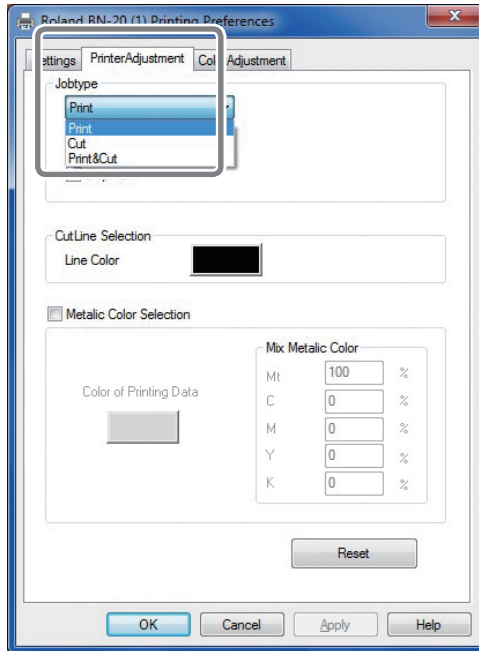 Roland BN-20 (1) Printing Preferences
ettings PrinterAdjustment Col Adjustment
Jobtype
Print
Print
Cut
Print&Cut
CutLine Selection
Line Color
Metalic Color Selection
Mix Metalic Color
Mt 100 %
Color of Printing Data
C 0 %
M 0 %
Y 0 %
K 0 %
Reset
OK Cancel Apply Help